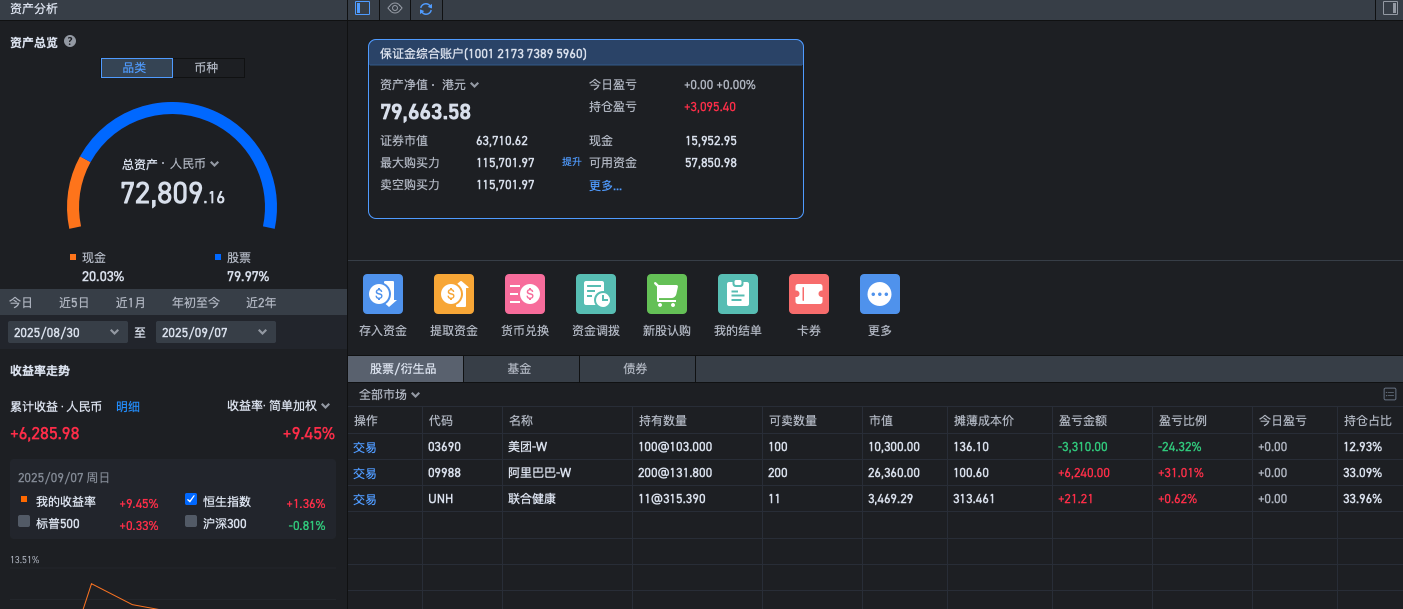 资产分析
资产总览
品类 币种
总资产 · 人民币
72,809.16
现金 股票
20.03% 79.97%
今日 近5日 近1月 年初至今 近2年
2025/08/30 至 2025/09/07
收益率走势
累计收益 · 人民币 明细 收益率· 简单加权
+6,285.98 +9.45%
2025/09/07 周日
我的收益率 +9.45% 恒生指数 +1.36%
标普500 +0.33% 沪深300 -0.81%
13.51%
保证金综合账户(1001 2173 7389 5960)
资产净值 · 港元 今日盈亏 +0.00 +0.00%
79,663.58 持仓盈亏 +3,095.40
证券市值 63,710.62 现金 15,952.95
最大购买力 115,701.97 提升 可用资金 57,850.98
卖空购买力 115,701.97 更多...
存入资金 提取资金 货币兑换 资金调拨 新股认购 我的结单 卡券 更多
股票/衍生品 基金 债券
全部市场
操作 代码 名称 持有数量 可卖数量 市值 摊薄成本价 盈亏金额 盈亏比例 今日盈亏 持仓占比
交易 03690 美团-W 100@103.000 100 10,300.00 136.10 -3,310.00 -24.32% +0.00 12.93%
交易 09988 阿里巴巴-W 200@131.800 200 26,360.00 100.60 +6,240.00 +31.01% +0.00 33.09%
交易 UNH 联合健康 11@315.390 11 3,469.29 313.461 +21.21 +0.62% +0.00 33.96%